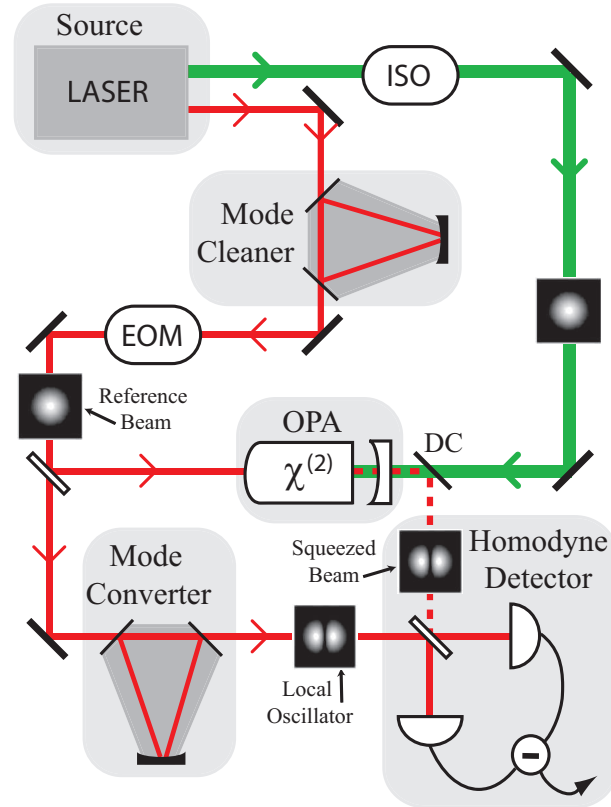 Source
LASER
ISO
Mode
Cleaner
EOM
Reference
Beam
OPA
χ(2)
DC
Squeezed
Beam
Homodyne
Detector
Mode
Converter
Local
Oscillator
−